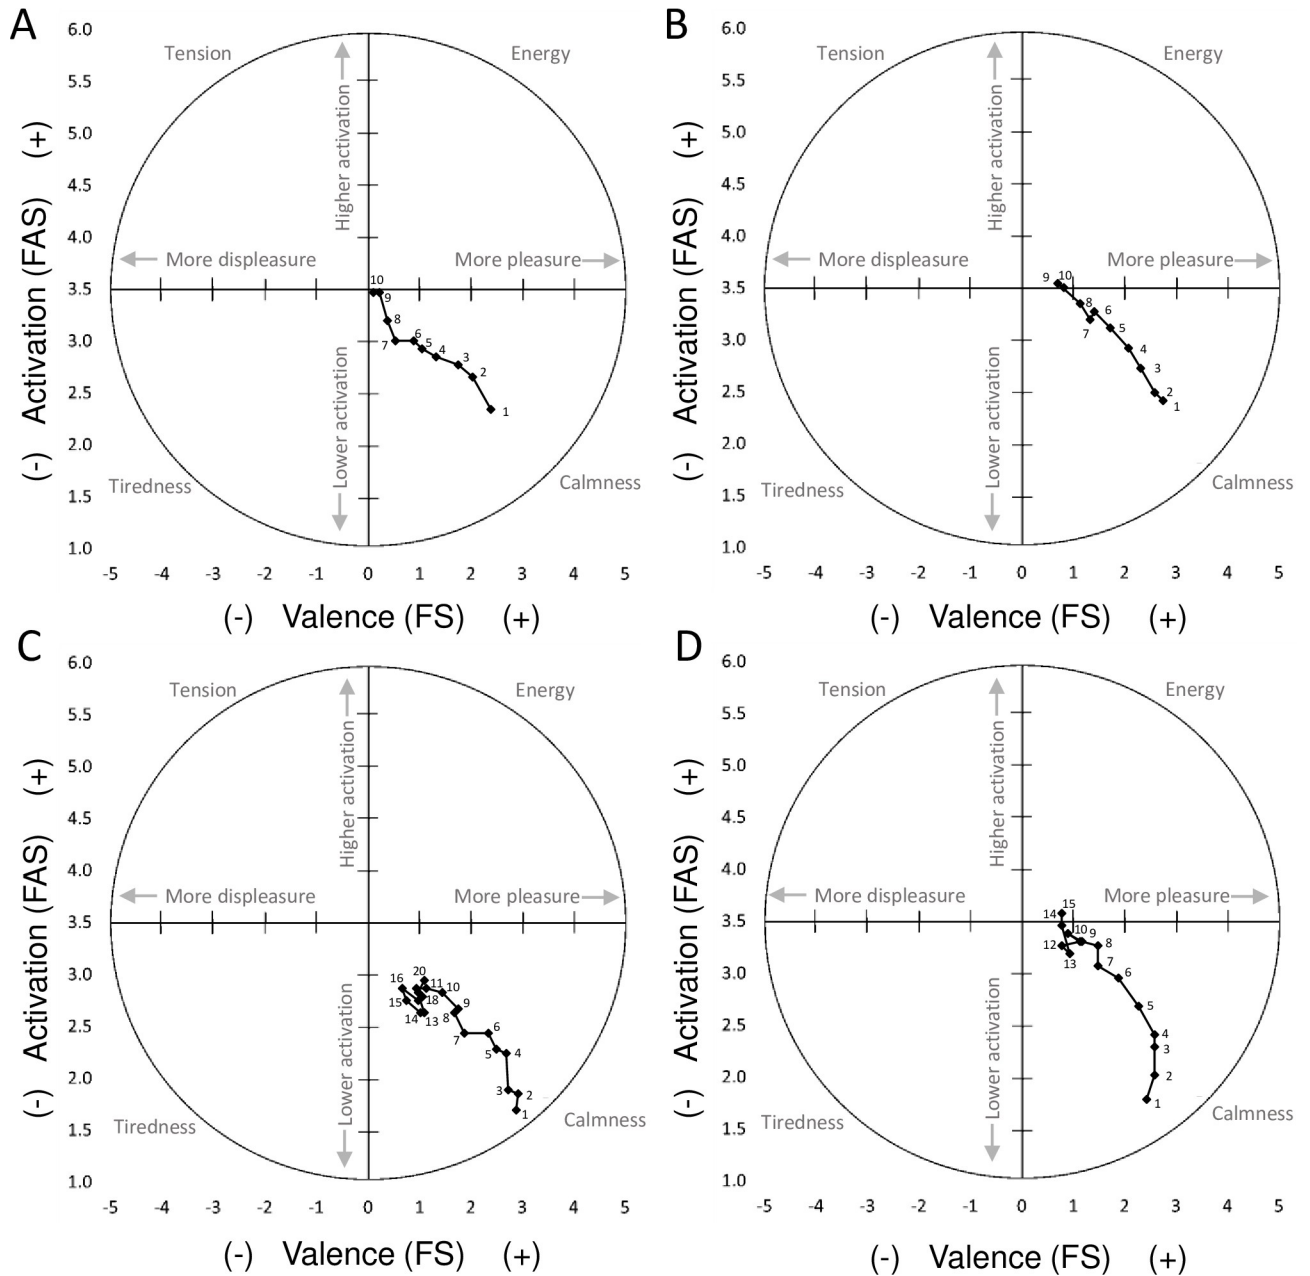 A
6.0
Tension
Energy
5.5
5.0
4.5
4.0
3.5
3.0
2.5
2.0
1.5
1.0
Higher activation
More displeasure
More pleasure
Lower activation
Tiredness
Calmness
10
9
8
7
6
5
4
3
2
1
-5 -4 -3 -2 -1 0 1 2 3 4 5
(-) Valence (FS) (+)
(-) Activation (FAS) (+)
B
6.0
Tension
Energy
5.5
5.0
4.5
4.0
3.5
3.0
2.5
2.0
1.5
1.0
Higher activation
More displeasure
More pleasure
Lower activation
Tiredness
Calmness
9
10
8
7
6
5
4
3
2
1
-5 -4 -3 -2 -1 0 1 2 3 4 5
(-) Valence (FS) (+)
(-) Activation (FAS) (+)
C
6.0
Tension
Energy
5.5
5.0
4.5
4.0
3.5
3.0
2.5
2.0
1.5
1.0
Higher activation
More displeasure
More pleasure
Lower activation
Tiredness
Calmness
20
16
11
10
15
18
9
14
13
8
7
6
5
4
3
2
1
-5 -4 -3 -2 -1 0 1 2 3 4 5
(-) Valence (FS) (+)
(-) Activation (FAS) (+)
D
6.0
Tension
Energy
5.5
5.0
4.5
4.0
3.5
3.0
2.5
2.0
1.5
1.0
Higher activation
More displeasure
More pleasure
Lower activation
Tiredness
Calmness
15
14
10
9
12
8
13
7
6
5
4
3
2
1
-5 -4 -3 -2 -1 0 1 2 3 4 5
(-) Valence (FS) (+)
(-) Activation (FAS) (+)